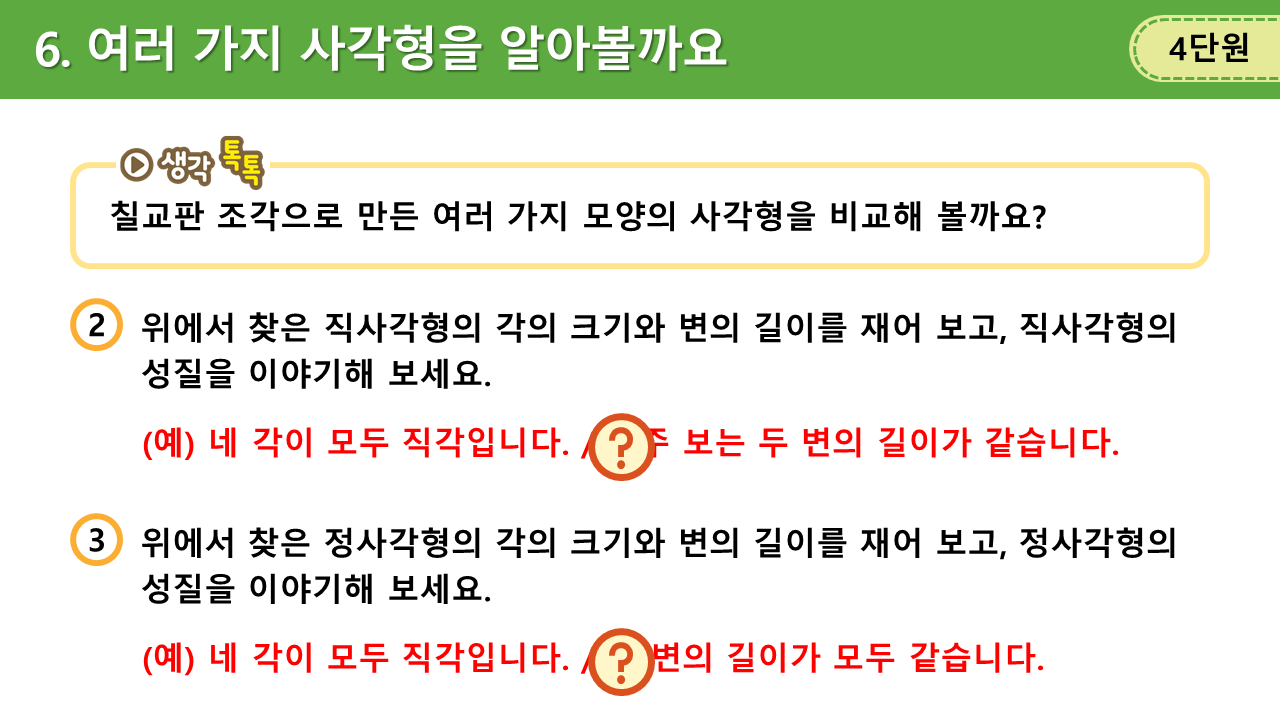 6. 여러 가지 사각형을 알아볼까요
4단원
생각 톡톡
칠교판 조각으로 만든 여러 가지 모양의 사각형을 비교해 볼까요?
2 위에서 찾은 직사각형의 각의 크기와 변의 길이를 재어 보고, 직사각형의
성질을 이야기해 보세요.
(예) 네 각이 모두 직각입니다. / ? 주 보는 두 변의 길이가 같습니다.
3 위에서 찾은 정사각형의 각의 크기와 변의 길이를 재어 보고, 정사각형의
성질을 이야기해 보세요.
(예) 네 각이 모두 직각입니다. / ? 변의 길이가 모두 같습니다.